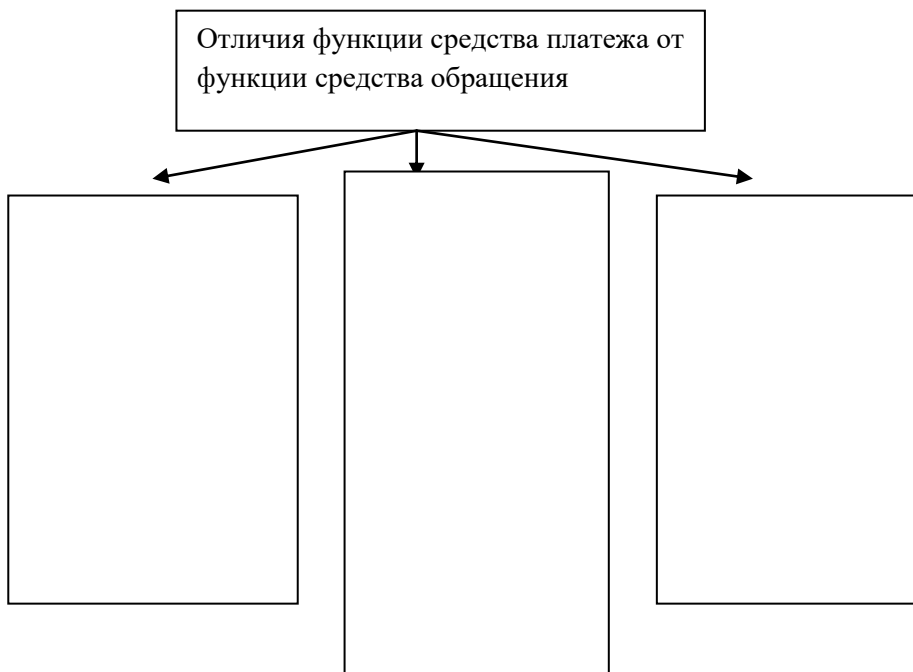 Отличия функции средства платежа от
функции средства обращения